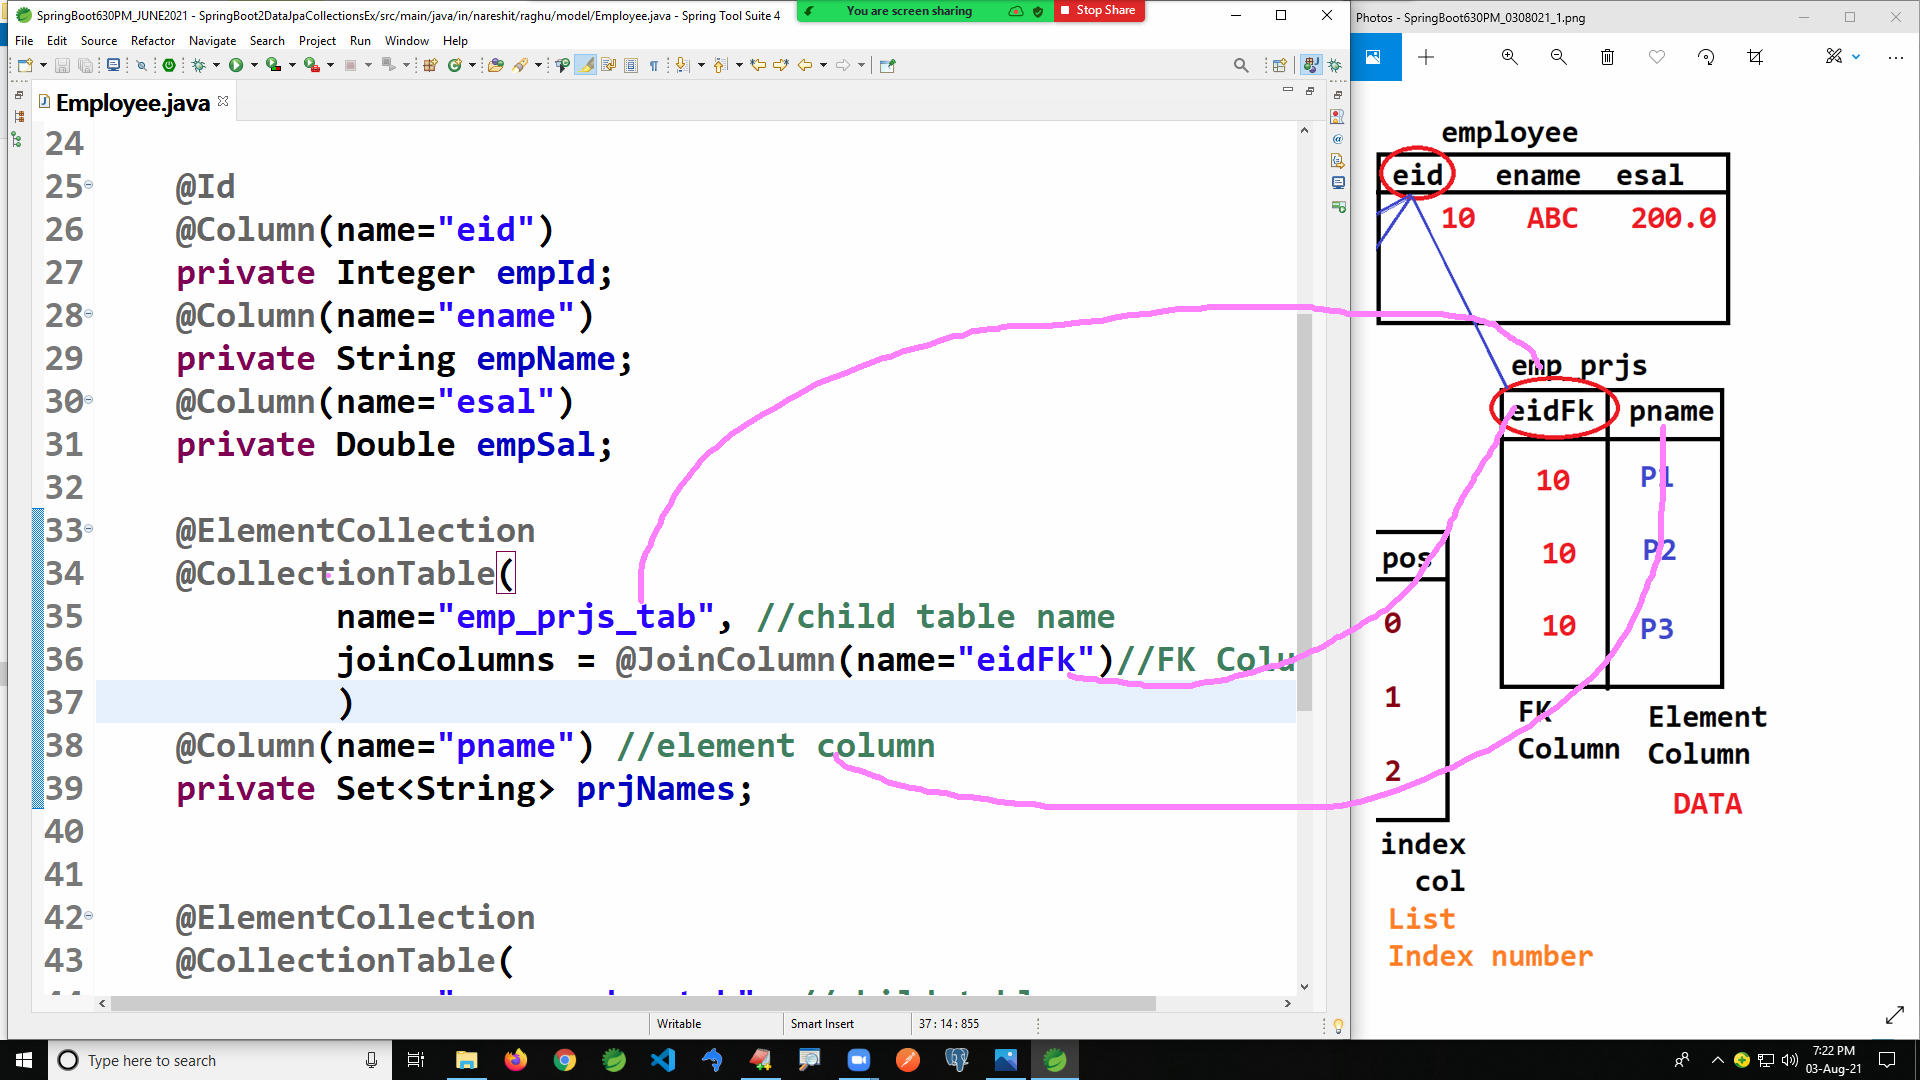 SpringBoot630PM_JUNE2021 - SpringBoot2DataJpaCollectionsEx/src/main/java/in/nareshit/raghu/model/Employee.java - Spring Tool Suite 4
You are screen sharing
Stop Share
Photos - SpringBoot630PM_0308021_1.png
File Edit Source Refactor Navigate Search Project Run Window Help
Employee.java
24
25 @Id
26 @Column(name="eid")
27 private Integer empId;
28 @Column(name="ename")
29 private String empName;
30 @Column(name="esal")
31 private Double empSal;
32
33 @ElementCollection
34 @CollectionTable(
35 name="emp_prjs_tab", //child table name
36 joinColumns = @JoinColumn(name="eidFk")//FK Colu
37 )
38 @Column(name="pname") //element column
39 private Set<String> prjNames;
40
41
42 @ElementCollection
43 @CollectionTable(
employee
eid ename esal
10 ABC 200.0
emp prjs
eidFk pname
10 P1
10 P2
10 P3
FK
Column
Element
Column
DATA
pos
0
1
2
index
col
List
Index number
Writable
Smart Insert
37 : 14 : 855
Type here to search
7:22 PM
03-Aug-21